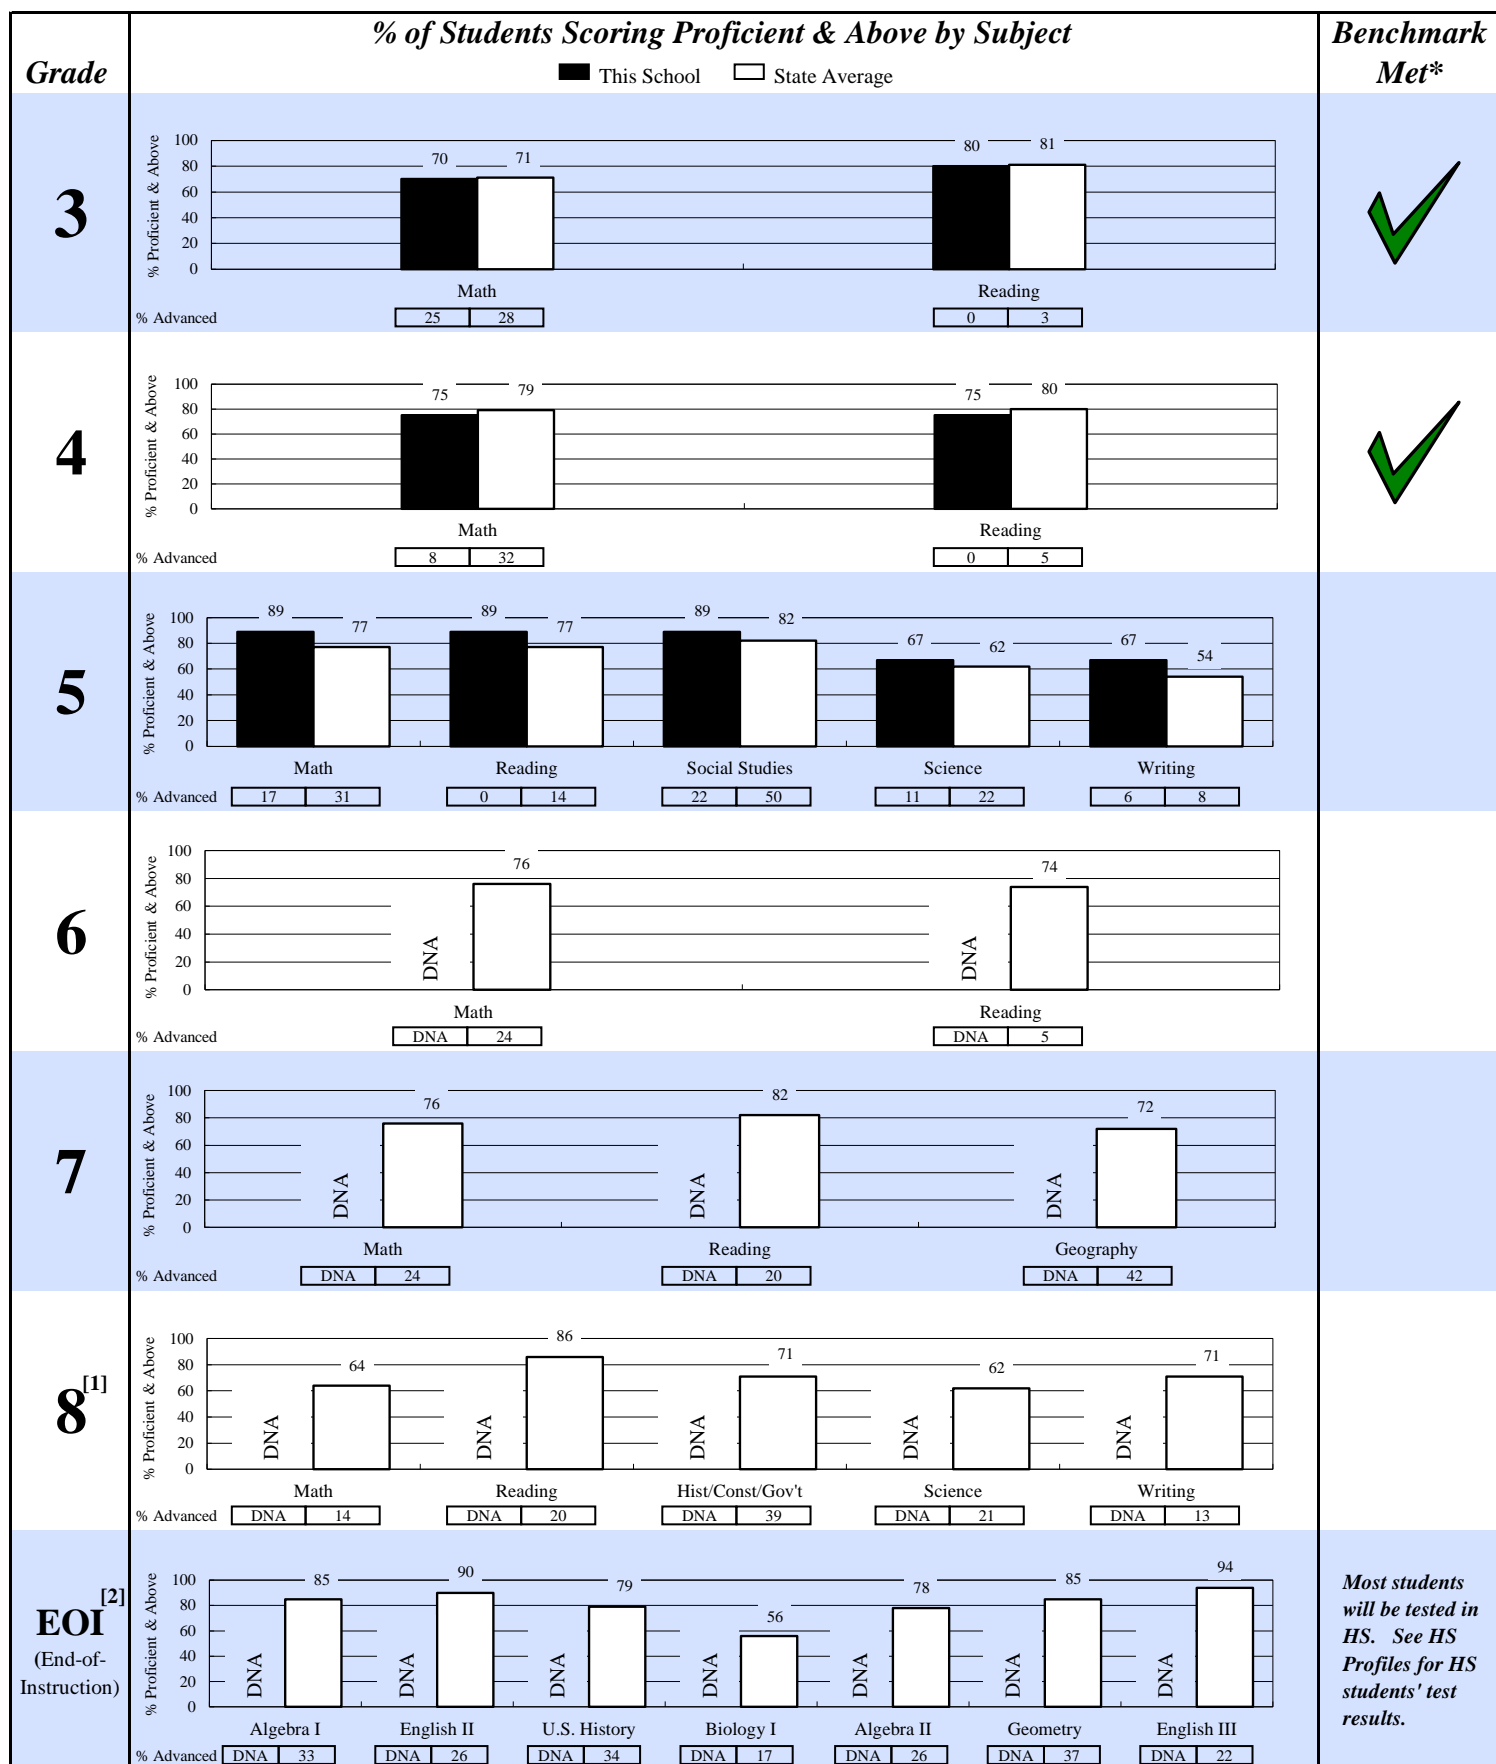 % of Students Scoring Proficient & Above by Subject
Benchmark
Met*
Grade
This School
State Average
3
% Proficient & Above
100
80
60
40
20
0
70
71
80
81
Math
Reading
% Advanced
25
28
0
3
4
% Proficient & Above
100
80
60
40
20
0
75
79
75
80
Math
Reading
% Advanced
8
32
0
5
5
% Proficient & Above
100
80
60
40
20
0
89
77
89
77
89
82
67
62
67
54
Math
Reading
Social Studies
Science
Writing
% Advanced
17
31
0
14
22
50
11
22
6
8
6
% Proficient & Above
100
80
60
40
20
0
DNA
76
DNA
74
Math
Reading
% Advanced
DNA
24
DNA
5
7
% Proficient & Above
100
80
60
40
20
0
DNA
76
DNA
82
DNA
72
Math
Reading
Geography
% Advanced
DNA
24
DNA
20
DNA
42
8[1]
% Proficient & Above
100
80
60
40
20
0
DNA
64
DNA
86
DNA
71
DNA
62
DNA
71
Math
Reading
Hist/Const/Gov't
Science
Writing
% Advanced
DNA
14
DNA
20
DNA
39
DNA
21
DNA
13
EOI[2]
(End-of-
Instruction)
% Proficient & Above
100
80
60
40
20
0
DNA
85
DNA
90
DNA
79
DNA
56
DNA
78
DNA
85
DNA
94
Algebra I
English II
U.S. History
Biology I
Algebra II
Geometry
English III
% Advanced
DNA
33
DNA
26
DNA
34
DNA
17
DNA
26
DNA
37
DNA
22
Most students
will be tested in
HS. See HS
Profiles for HS
students' test
results.